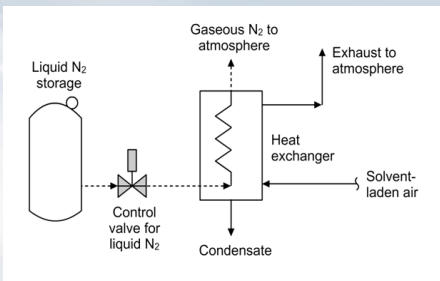 Gaseous N₂ to
atmosphere
Liquid N₂
storage
Exhaust to
atmosphere
Heat
exchanger
Solvent-
laden air
Control
valve for
liquid N₂
Condensate